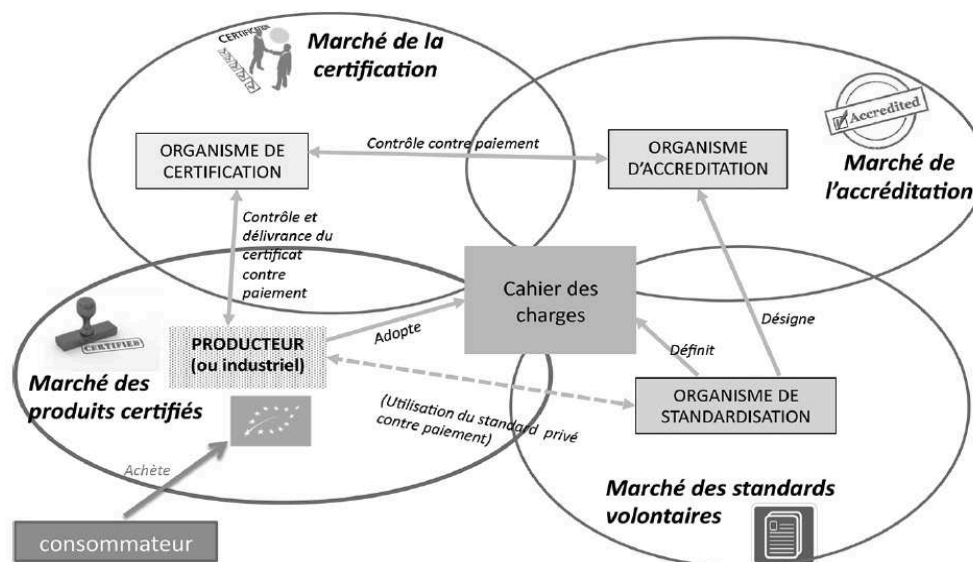 CERTIFICATION
Marché de la
certification
Accredited
Marché de
l'accréditation
ORGANISME DE
CERTIFICATION
Contrôle contre paiement
ORGANISME
D'ACCREDITATION
Contrôle et
délivrance du
certificat
contre
paiement
Cahier des
charges
Désigne
Définit
Adopte
CERTIFIER
PRODUCTEUR
(ou industriel)
Marché des
produits certifiés
(Utilisation du standard privé
contre paiement)
ORGANISME DE
STANDARDISATION
Achète
Marché des standards
volontaires
consommateur